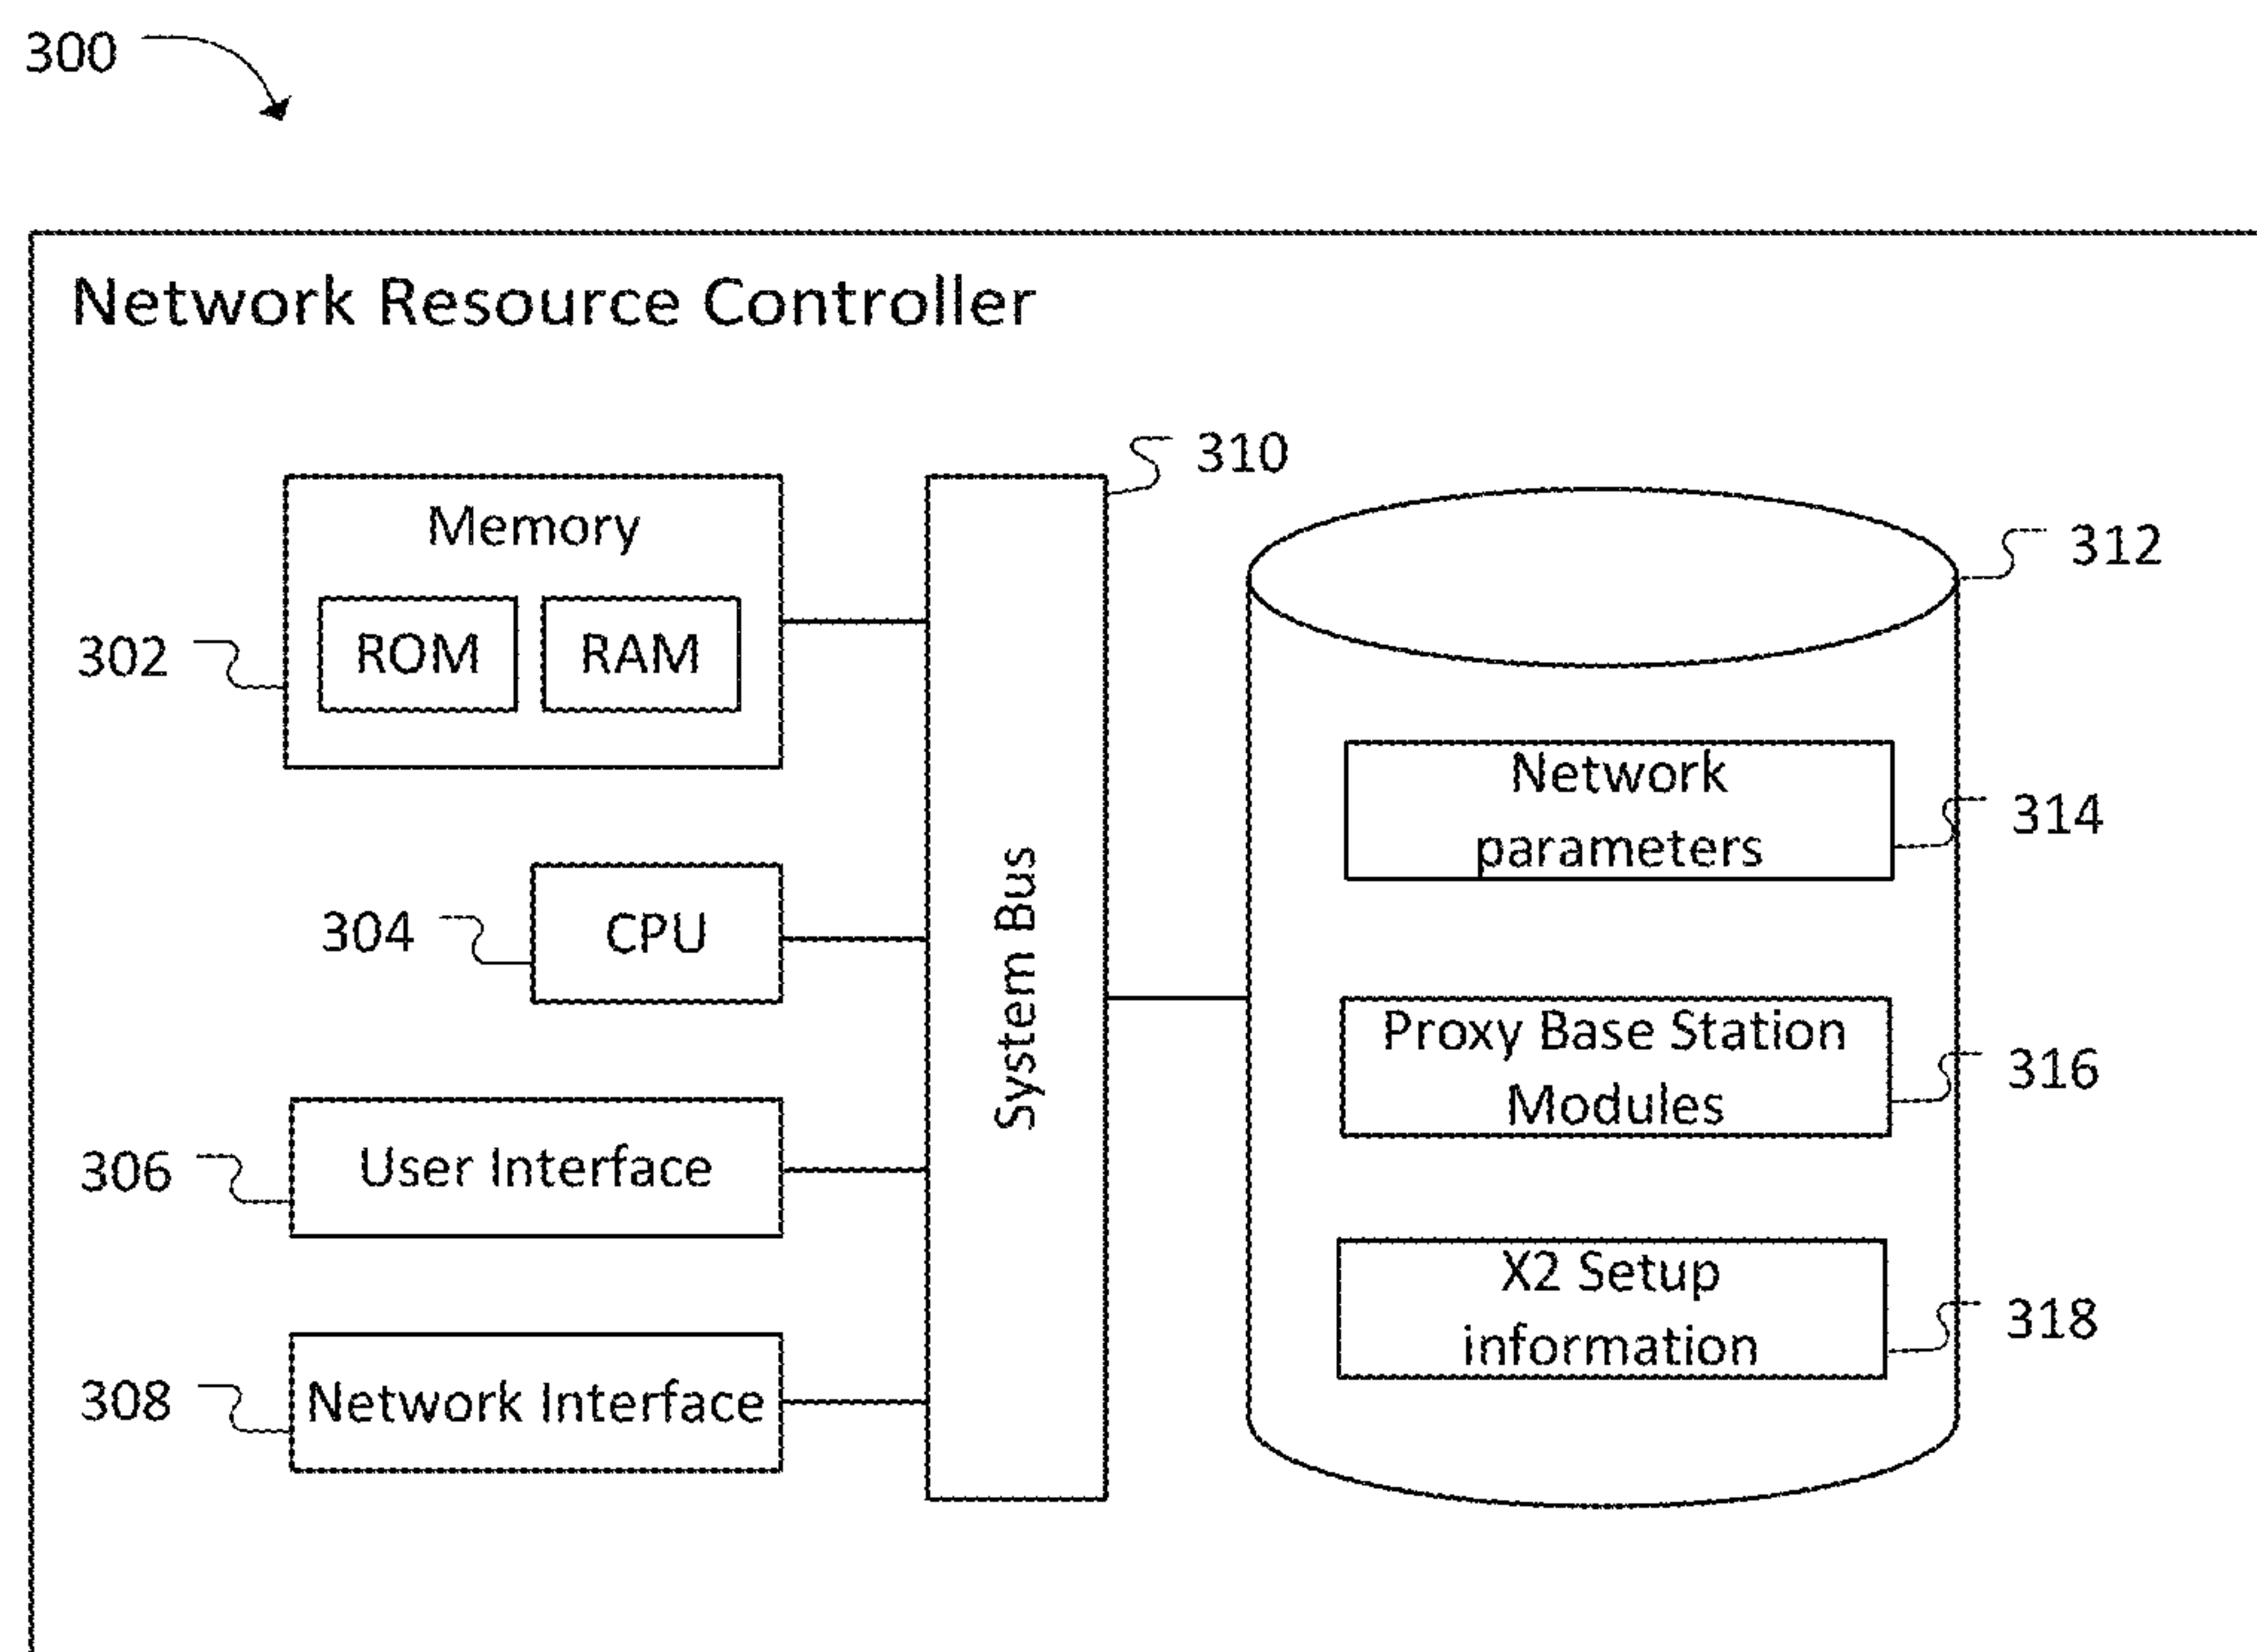 300
Network Resource Controller
310
Memory
312
ROM RAM
302
Network
parameters
314
304
CPU
System Bus
Proxy Base Station
Modules
316
306
User Interface
X2 Setup
information
318
308
Network Interface